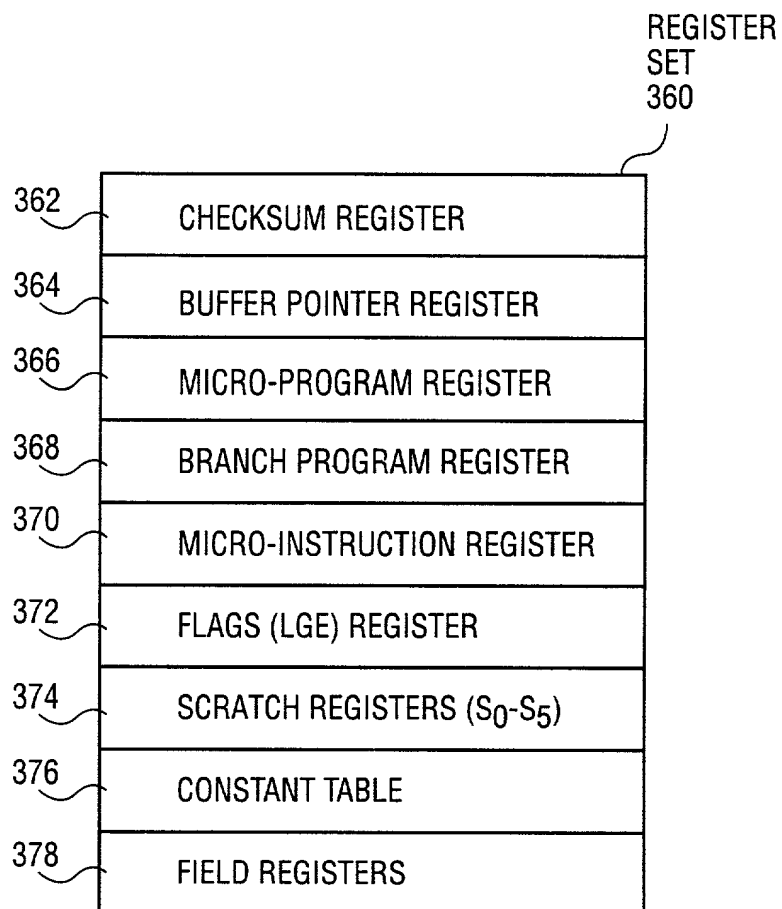 REGISTER
SET
360
362
CHECKSUM REGISTER
364
BUFFER POINTER REGISTER
366
MICRO-PROGRAM REGISTER
368
BRANCH PROGRAM REGISTER
370
MICRO-INSTRUCTION REGISTER
372
FLAGS (LGE) REGISTER
374
SCRATCH REGISTERS (S0-S5)
376
CONSTANT TABLE
378
FIELD REGISTERS